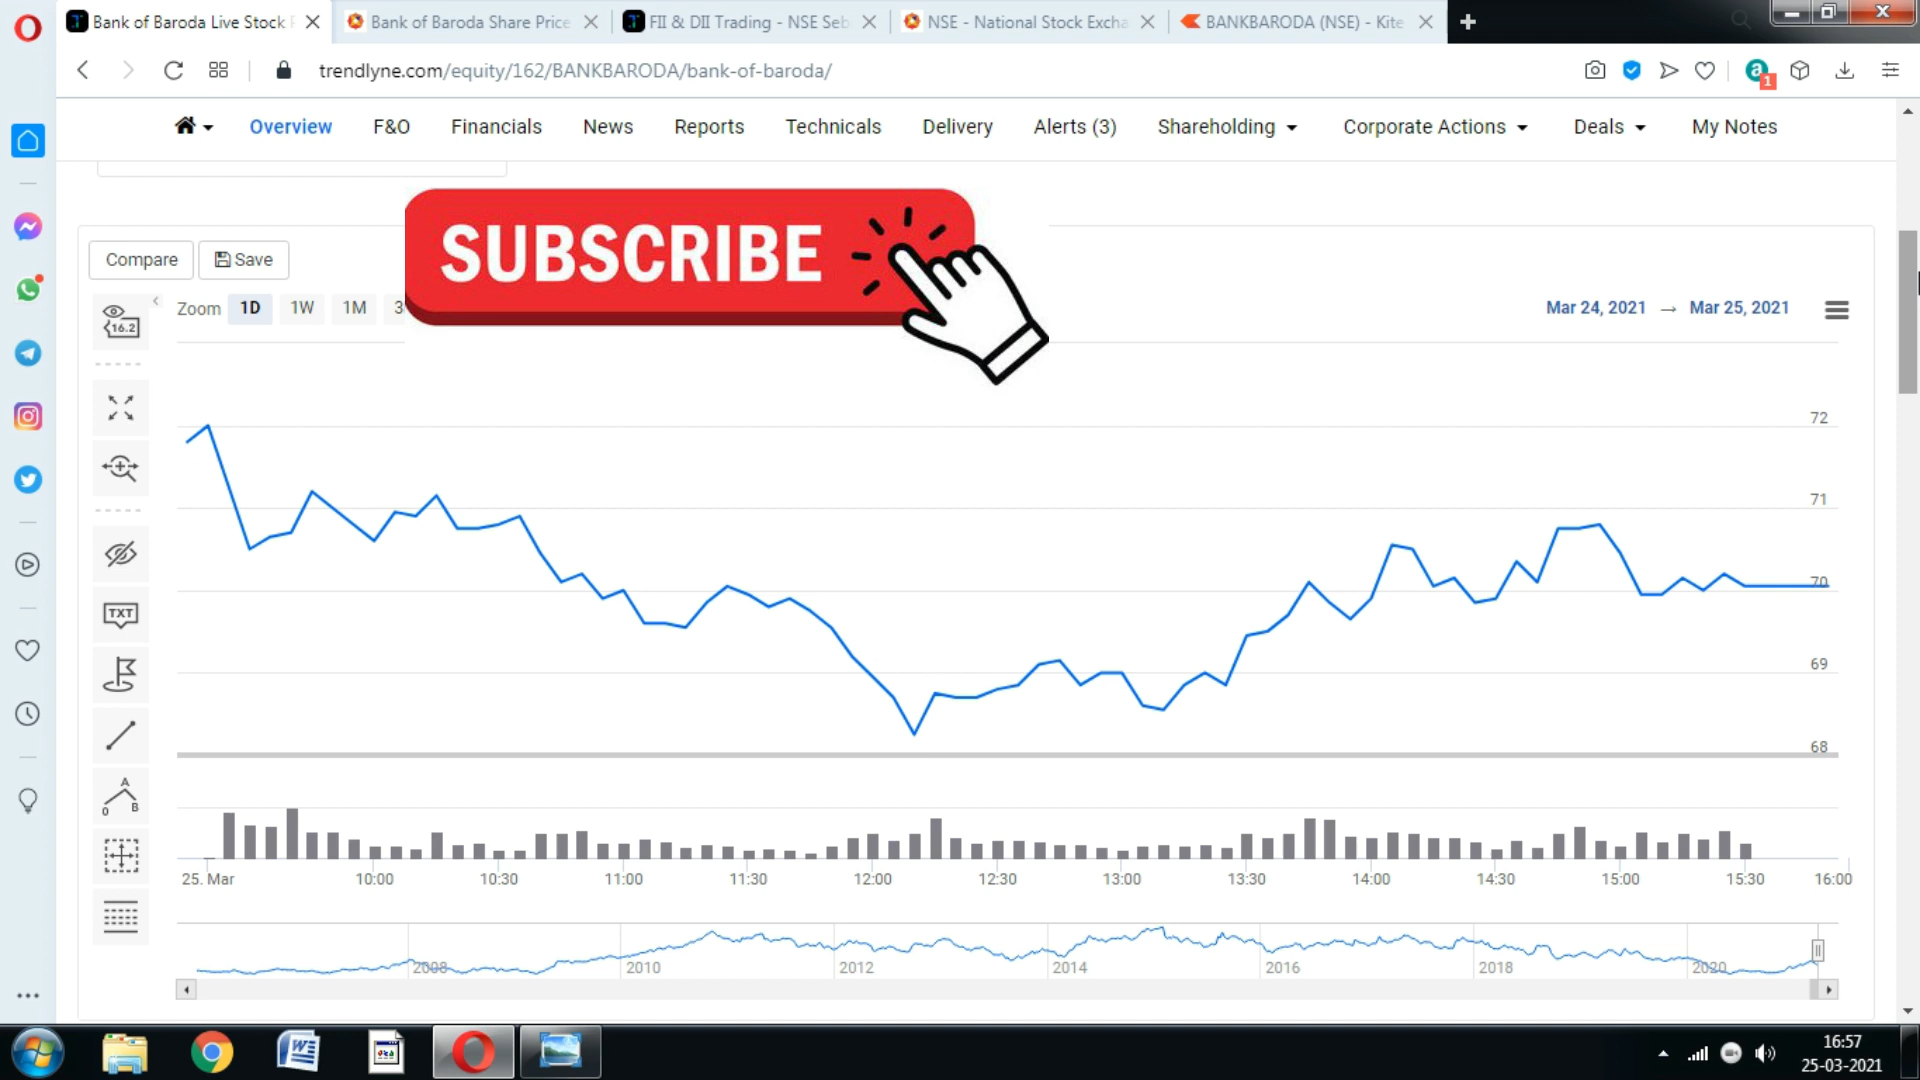 Bank of Baroda Live Stock
Bank of Baroda Share Price
FII & DII Trading - NSE Seb
NSE - National Stock Excha
BANKBARODA (NSE) - Kite
trendlyne.com/equity/162/BANKBARODA/bank-of-baroda/
a
1
Overview
F&O
Financials
News
Reports
Technicals
Delivery
Alerts (3)
Shareholding
Corporate Actions
Deals
My Notes
SUBSCRIBE
Compare
Save
16.2
Zoom
1D
1W
1M
Mar 24, 2021 → Mar 25, 2021
72
71
70
69
68
TXT
A
0
B
25. Mar
10:00
10:30
11:00
11:30
12:00
12:30
13:00
13:30
14:00
14:30
15:00
15:30
16:00
2008
2010
2012
2014
2016
2018
2020
16:57
25-03-2021